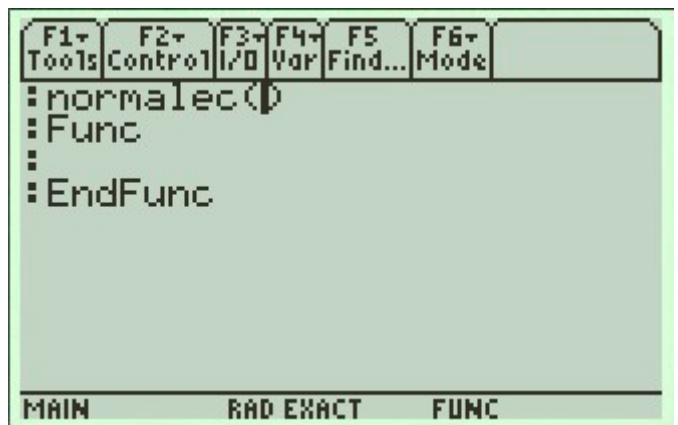 F1 F2 F3 F4 F5 F6
Tools Control I/O Var Find... Mode
:normalec()
:Func
:
:EndFunc
MAIN RAD EXACT FUNC